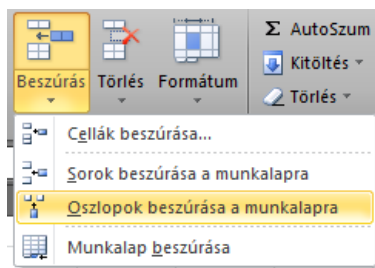 Beszúrás Törlés Formátum
Σ AutoSzum
Kitöltés
Törlés
Cellák beszúrása...
Sorok beszúrása a munkalapra
Oszlopok beszúrása a munkalapra
Munkalap beszúrása